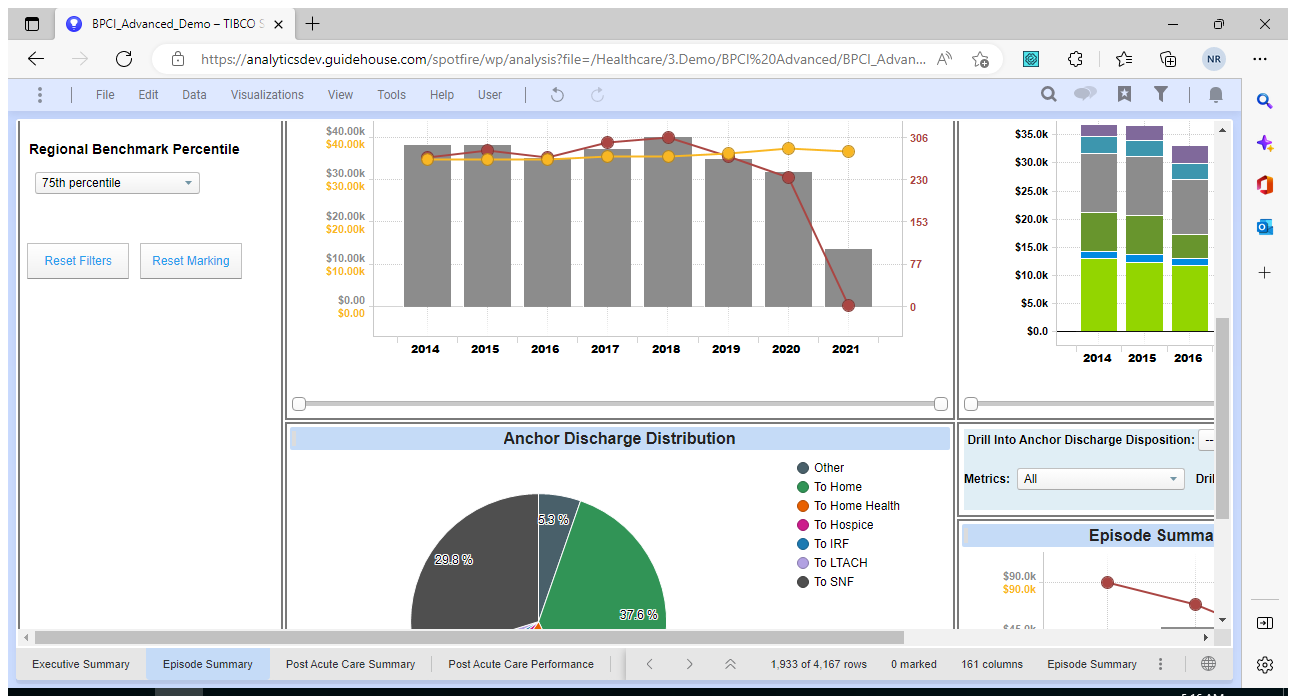 BPCI_Advanced_Demo – TIBCO S
https://analyticsdev.guidehouse.com/spotfire/wp/analysis?file=/Healthcare/3.Demo/BPCI%20Advanced/BPCI_Advan...
NR
File Edit Data Visualizations View Tools Help User
Regional Benchmark Percentile
75th percentile
Reset Filters Reset Marking
$40.00k
$40.00k
$30.00k
$30.00k
$20.00k
$20.00k
$10.00k
$10.00k
$0.00
$0.00
306
230
153
77
0
2014 2015 2016 2017 2018 2019 2020 2021
$35.0k
$30.0k
$25.0k
$20.0k
$15.0k
$10.0k
$5.0k
$0.0
2014 2015 2016
Anchor Discharge Distribution
5.3 %
29.8 %
37.6 %
Other
To Home
To Home Health
To Hospice
To IRF
To LTACH
To SNF
Drill Into Anchor Discharge Disposition: --
Metrics: All Dril
Episode Summa
$90.0k
$90.0k
$45.0k
Executive Summary Episode Summary Post Acute Care Summary Post Acute Care Performance 1,933 of 4,167 rows 0 marked 161 columns Episode Summary